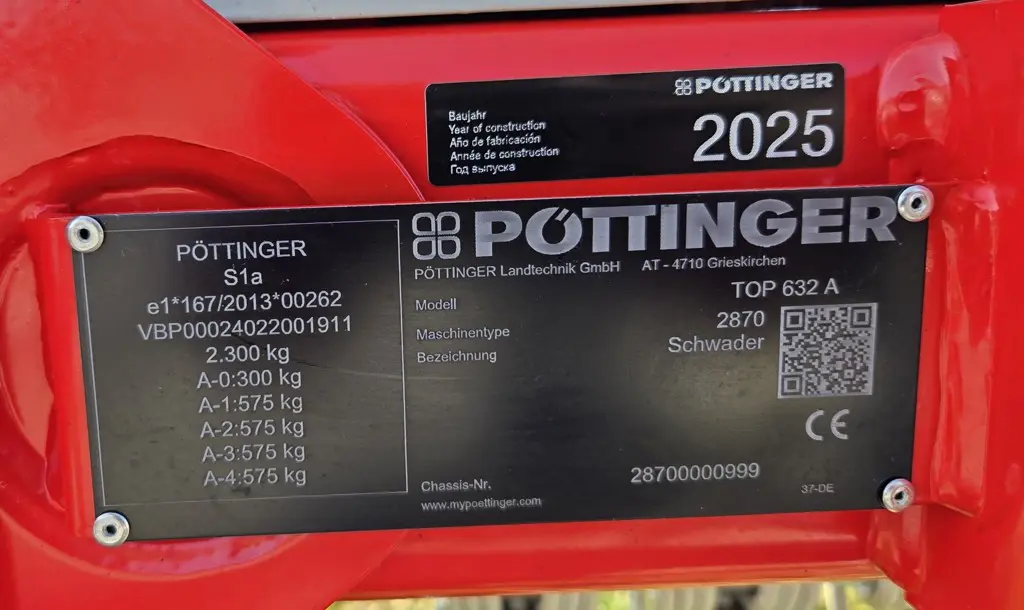 PÖTTINGER
Baujahr
Year of construction
Año de fabricación
Année de construction
Год выпуска
2025
PÖTTINGER
S1a
e1*167/2013*00262
VBP00024022001911
2.300 kg
A-0:300 kg
A-1:575 kg
A-2:575 kg
A-3:575 kg
A-4:575 kg
PÖTTINGER
PÖTTINGER Landtechnik GmbH AT - 4710 Grieskirchen
Modell TOP 632 A
Maschinentype 2870
Bezeichnung Schwader
CE
Chassis-Nr. 28700000999
www.mypoettinger.com 37-DE